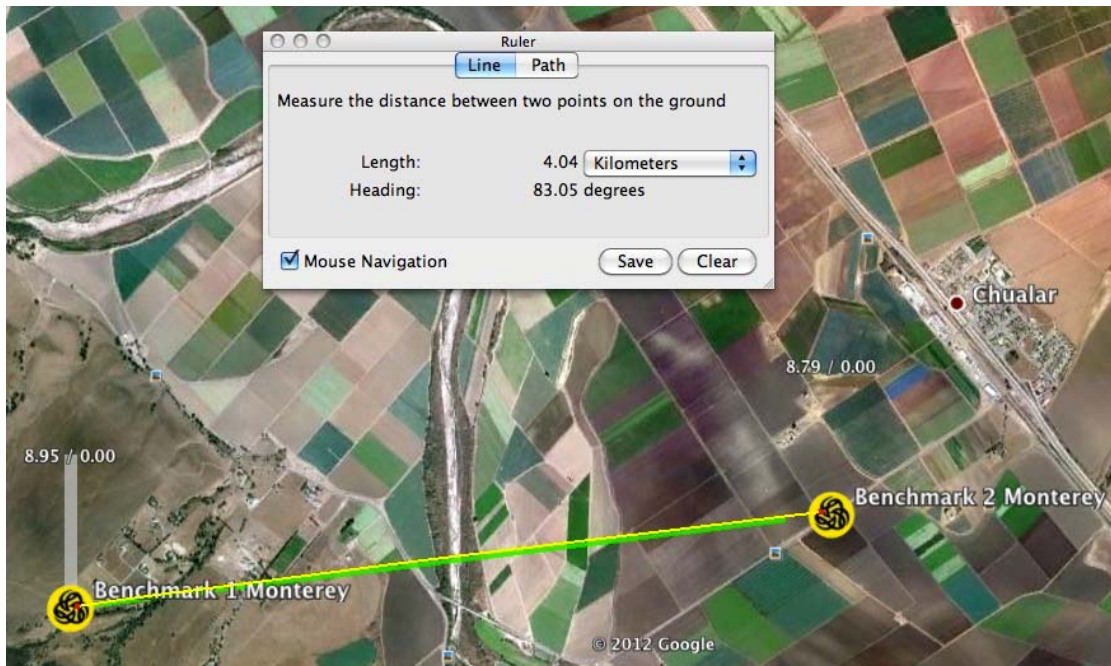 Ruler
Line Path
Measure the distance between two points on the ground
Length: 4.04 Kilometers
Heading: 83.05 degrees
Mouse Navigation Save Clear
Chualar
8.79 / 0.00
8.95 / 0.00
Benchmark 2 Monterey
Benchmark 1 Monterey
© 2012 Google